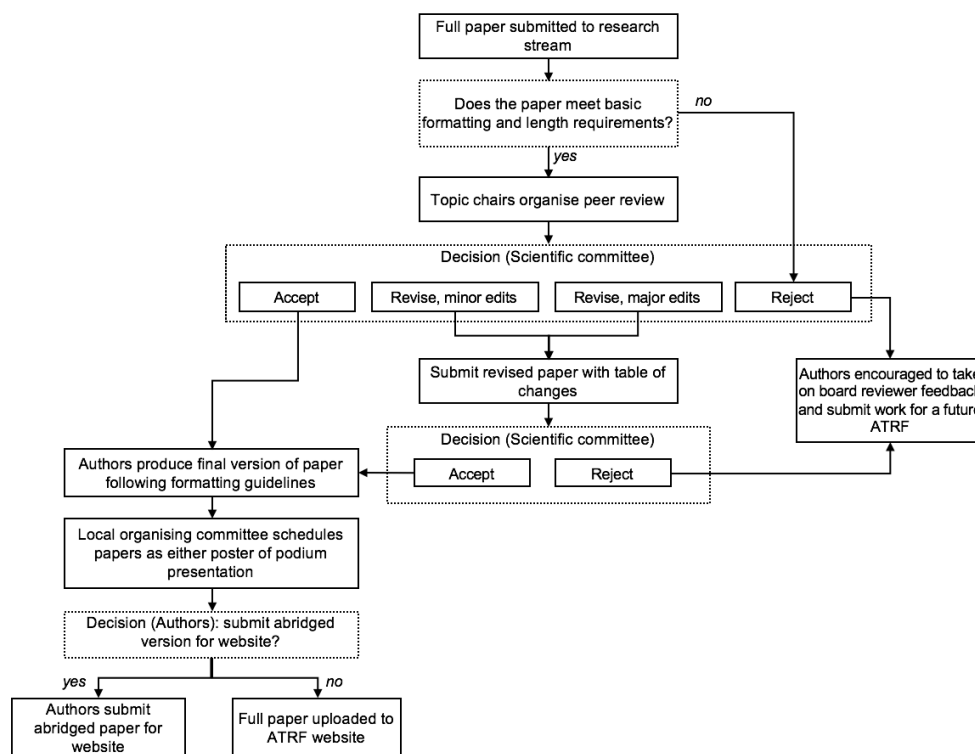 Full paper submitted to research
stream
Does the paper meet basic
formatting and length requirements?
no
yes
Topic chairs organise peer review
Decision (Scientific committee)
Accept
Revise, minor edits
Revise, major edits
Reject
Submit revised paper with table of
changes
Authors encouraged to take
on board reviewer feedback
and submit work for a future
ATRF
Decision (Scientific committee)
Accept
Reject
Authors produce final version of paper
following formatting guidelines
Local organising committee schedules
papers as either poster of podium
presentation
Decision (Authors): submit abridged
version for website?
yes
no
Authors submit
abridged paper for
website
Full paper uploaded to
ATRF website